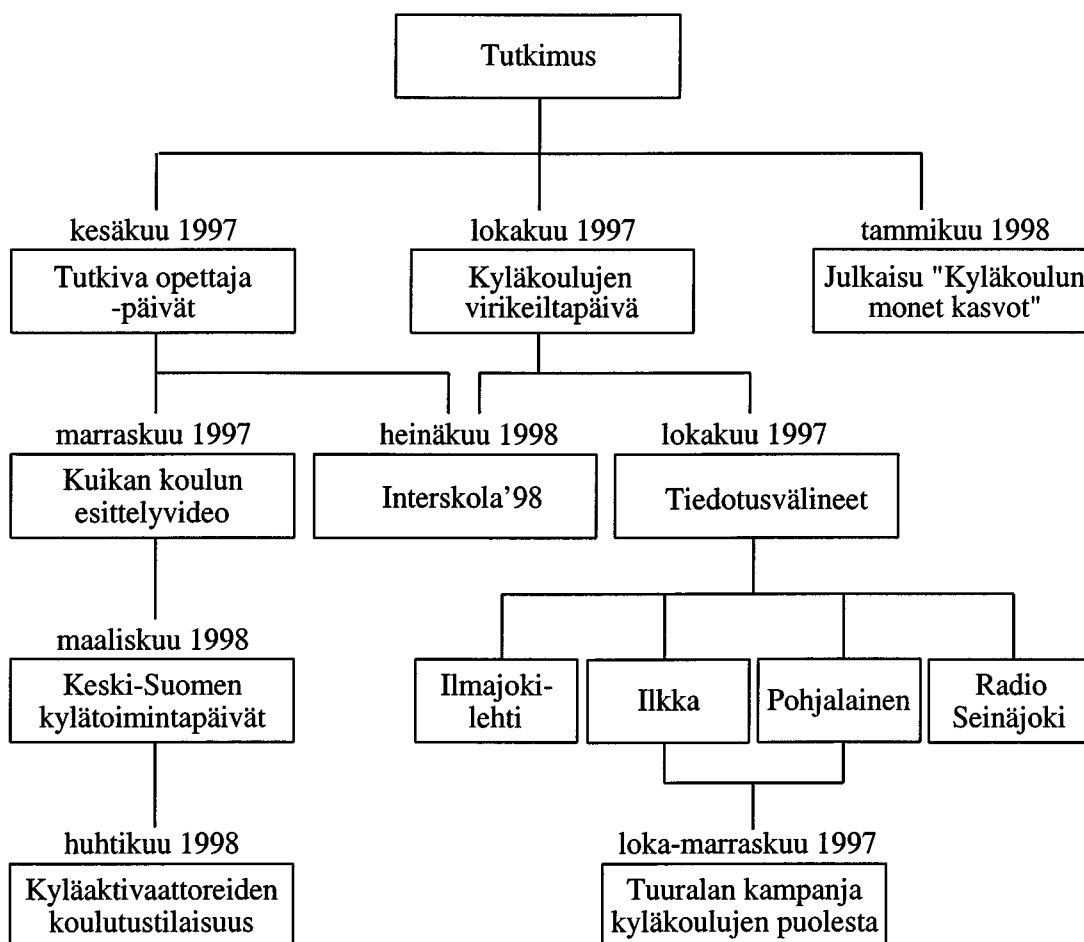 Tutkimus
kesäkuu 1997
Tutkiva opettaja
-päivät
lokakuu 1997
Kyläkoulujen
virikeiltapäivä
tammikuu 1998
Julkaisu "Kyläkoulun
monet kasvot"
marraskuu 1997
Kuikan koulun
esittelyvideo
heinäkuu 1998
Interskola'98
lokakuu 1997
Tiedotusvälineet
maaliskuu 1998
Keski-Suomen
kylätoimintapäivät
Ilmajoki-
lehti
Ilkka
Pohjalainen
Radio
Seinäjoki
huhtikuu 1998
Kyläaktivaattoreiden
koulutustilaisuus
loka-marraskuu 1997
Tuuralan kampanja
kyläkoulujen puolesta